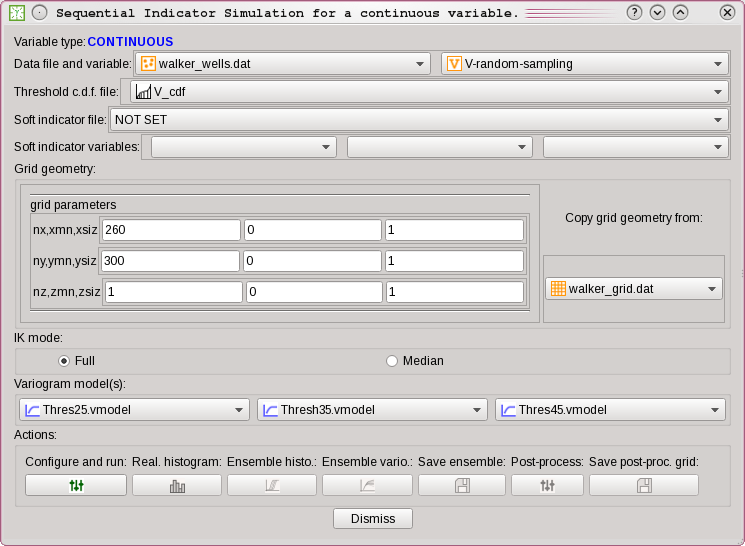 Sequential Indicator Simulation for a continuous variable.
Variable type: CONTINUOUS
Data file and variable: walker_wells.dat V-random-sampling
Threshold c.d.f. file: V_cdf
Soft indicator file: NOT SET
Soft indicator variables:
Grid geometry:
grid parameters
nx,xmn,xsiz 260 0 1
Copy grid geometry from:
ny,ymn,ysiz 300 0 1
nz,zmn,zsiz 1 0 1
walker_grid.dat
IK mode:
Full Median
Variogram model(s):
Thres25.vmodel Thresh35.vmodel Thres45.vmodel
Actions:
Configure and run: Real. histogram: Ensemble histo.: Ensemble vario.: Save ensemble: Post-process: Save post-proc. grid:
Dismiss